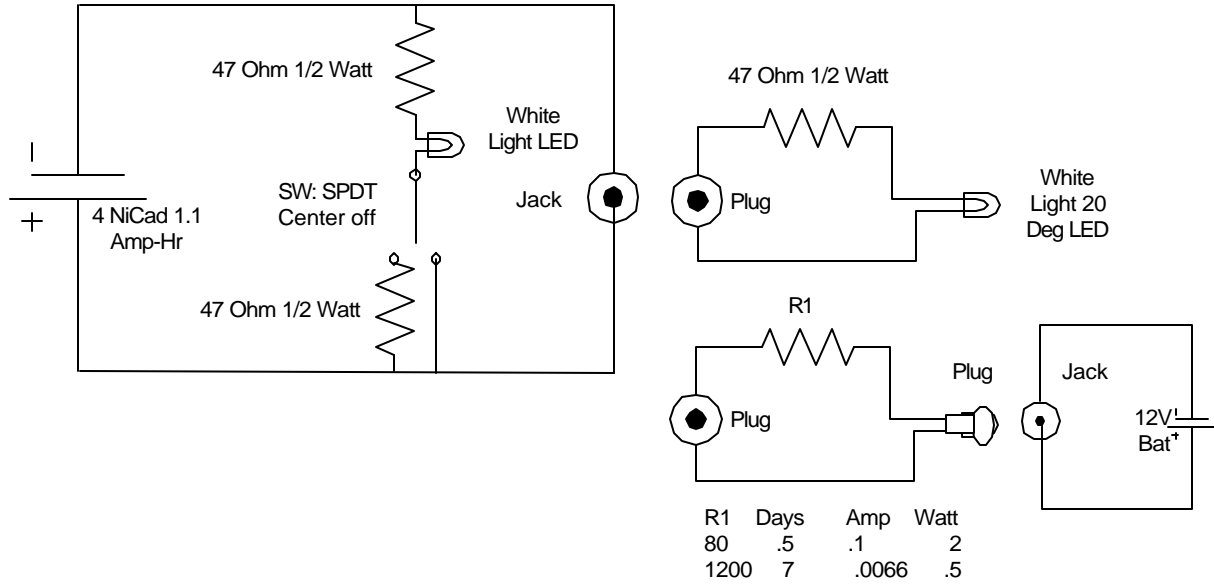 47 Ohm 1/2 Watt
White
Light LED
SW: SPDT
Center off
Jack
4 NiCad 1.1
Amp-Hr
47 Ohm 1/2 Watt
47 Ohm 1/2 Watt
Plug
White
Light 20
Deg LED
R1
Plug
Plug
Jack
12V
Bat
R1 Days Amp Watt
80 .5 .1 2
1200 7 .0066 .5